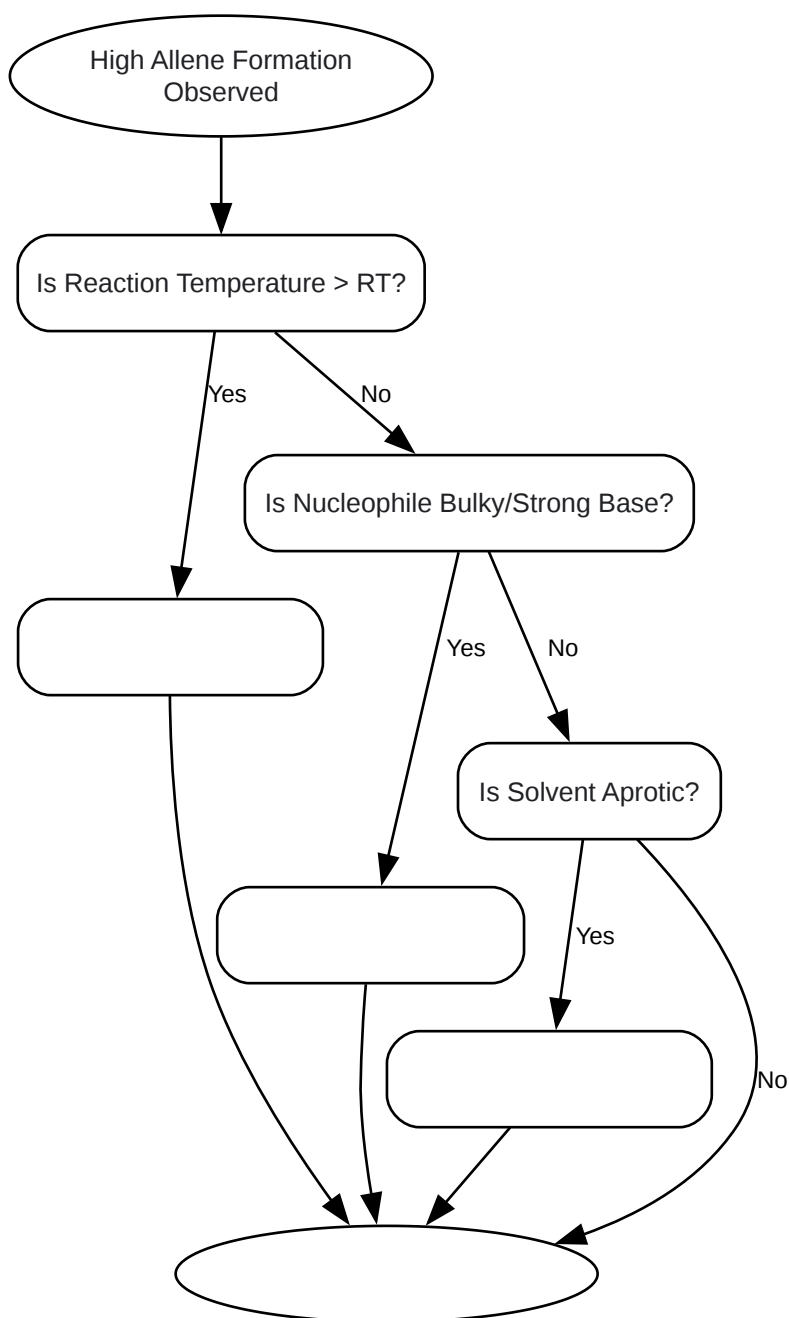 High Allene Formation
Observed
Is Reaction Temperature > RT?
Yes
No
Is Nucleophile Bulky/Strong Base?
Yes
No
Is Solvent Aprotic?
Yes
No